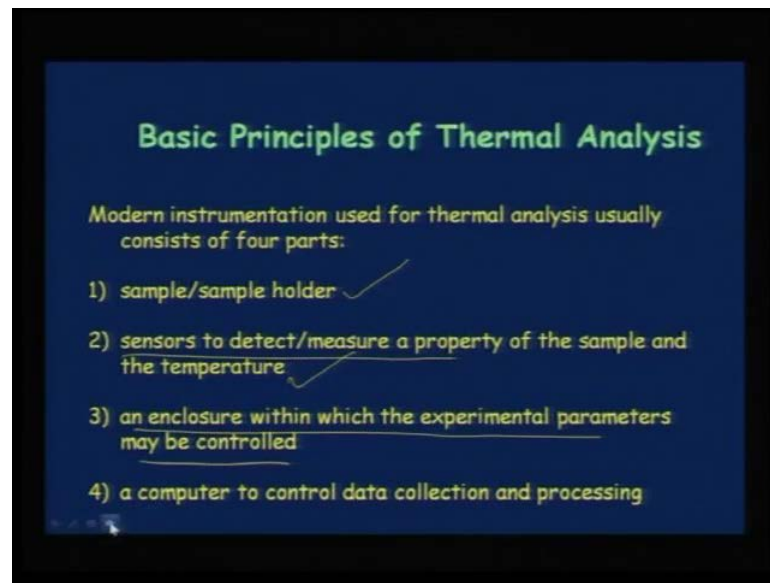 Basic Principles of Thermal Analysis
Modern instrumentation used for thermal analysis usually
consists of four parts:
1) sample/sample holder
2) sensors to detect/measure a property of the sample and
the temperature
3) an enclosure within which the experimental parameters
may be controlled
4) a computer to control data collection and processing